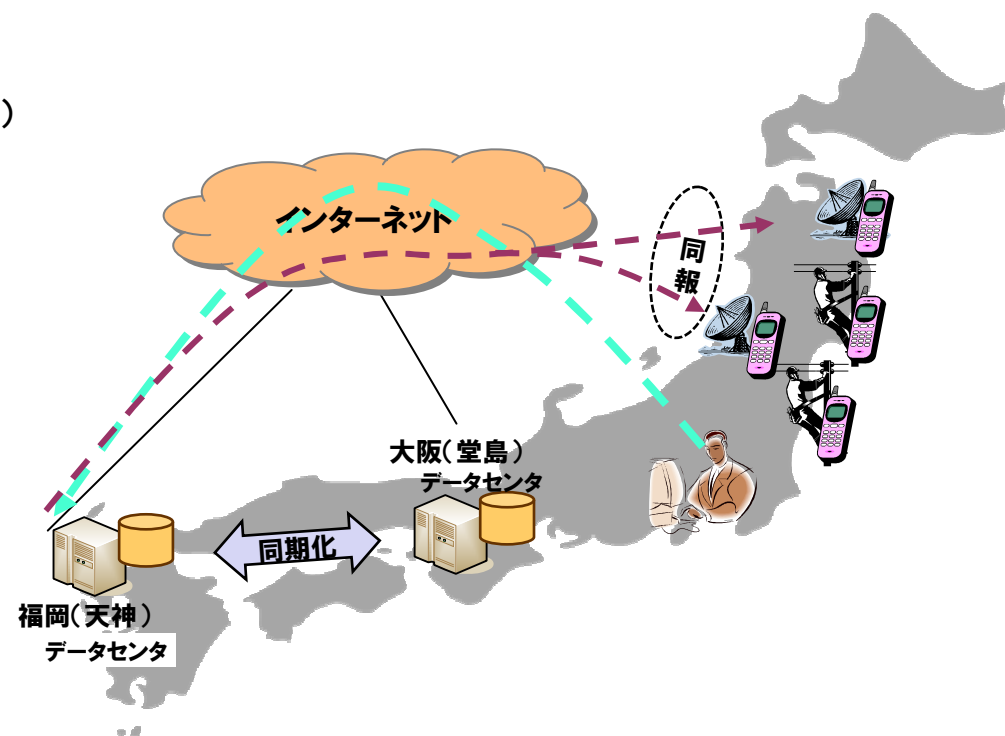 ）
インターネット
同
報
大阪（堂島）
データセンタ
同期化
福岡（天神）
データセンタ